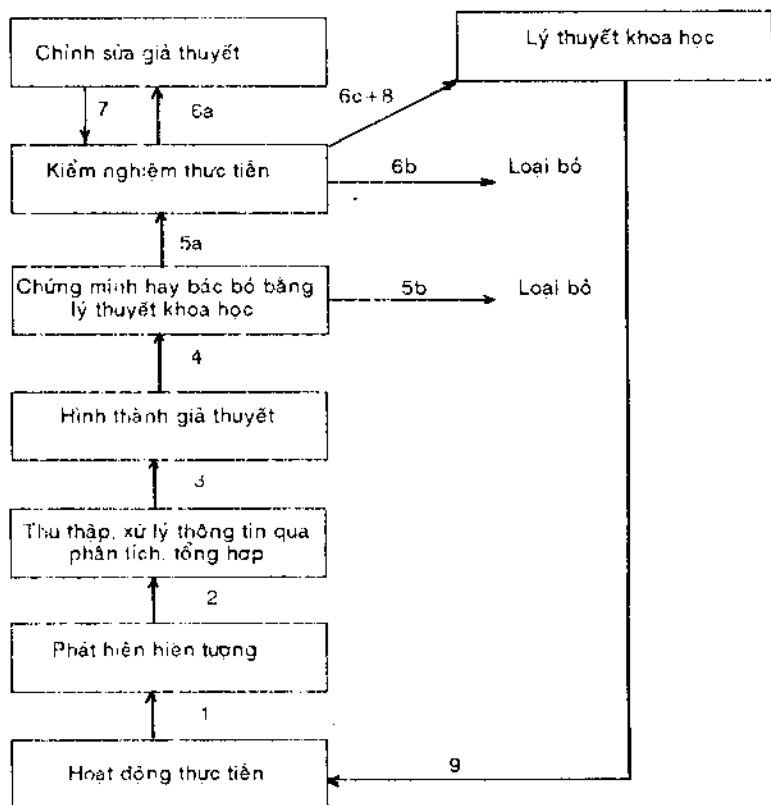 Chỉnh sửa giả thuyết
Lý thuyết khoa học
7
6a
6c+8
Kiểm nghiệm thực tiễn
6b
Loại bỏ
5a
Chứng minh hay bác bỏ bằng
lý thuyết khoa học
5b
Loại bỏ
4
Hình thành giả thuyết
3
Thu thập, xử lý thông tin qua
phân tích, tổng hợp
2
Phát hiện hiện tượng
1
Hoạt động thực tiễn
9